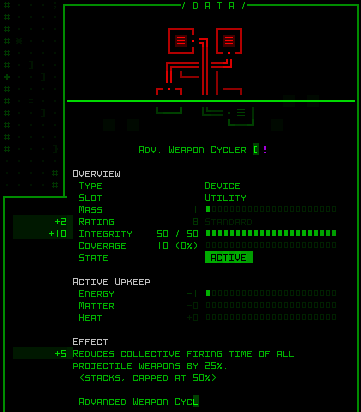 / D A T A /
Adv. Weapon Cycler [ !
Overview
Type Device
Slot Utility
Mass 1
+2 Rating 8 Standard
+10 Integrity 50 / 50
Coverage 10 (0%)
State ACTIVE
Active Upkeep
Energy -1
Matter -0
Heat +0
Effect
+5 Reduces collective firing time of all
projectile weapons by 25%.
<stacks, capped at 50%>
Advanced Weapon Cycl